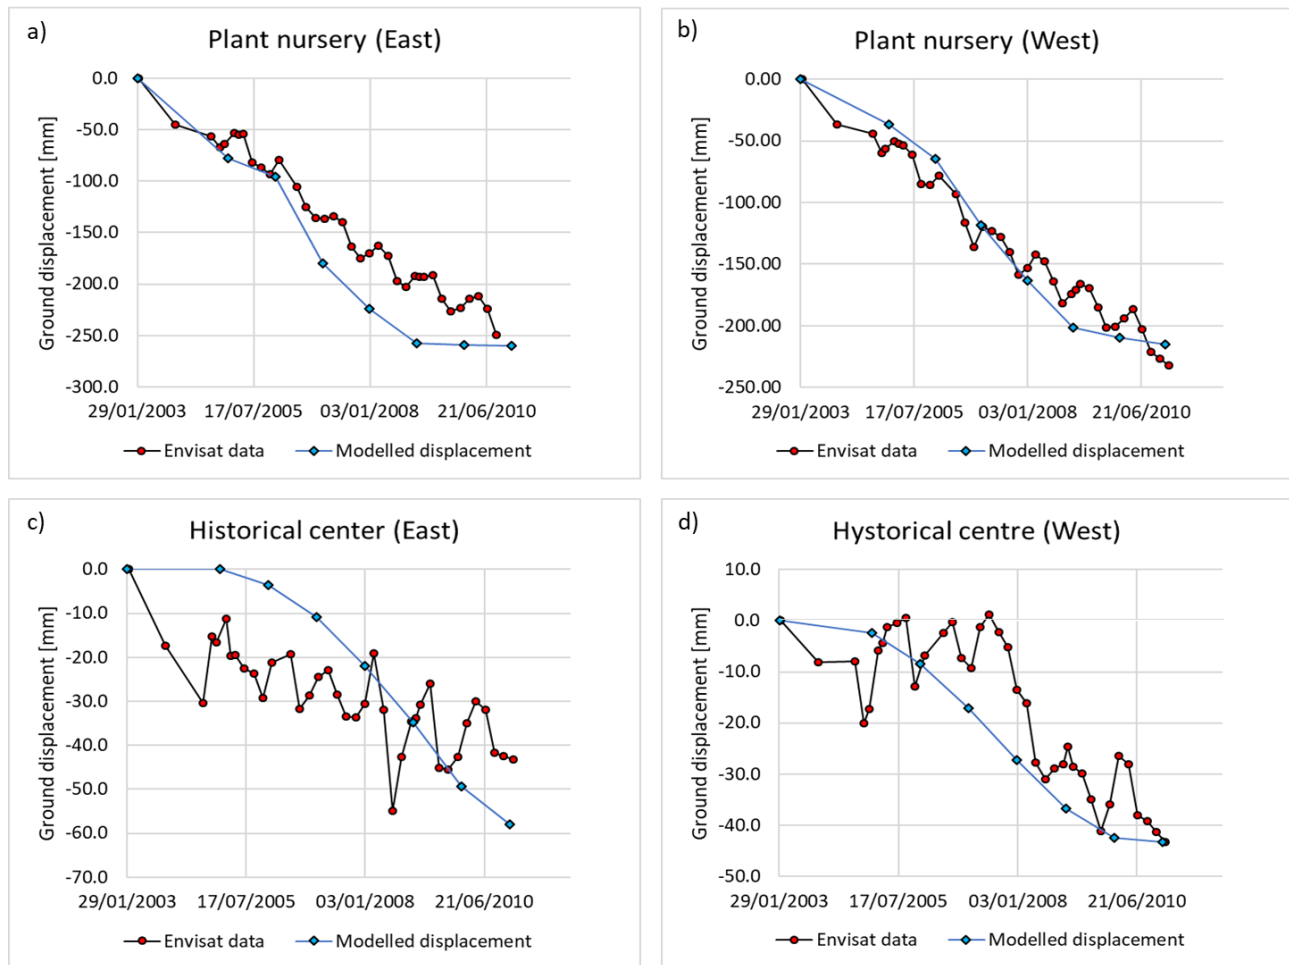 a)
Plant nursery (East)
Ground displacement [mm]
0.0
-50.0
-100.0
-150.0
-200.0
-250.0
-300.0
29/01/2003 17/07/2005 03/01/2008 21/06/2010
Envisat data Modelled displacement
b)
Plant nursery (West)
Ground displacement [mm]
0.00
-50.00
-100.00
-150.00
-200.00
-250.00
29/01/2003 17/07/2005 03/01/2008 21/06/2010
Envisat data Modelled displacement
c)
Historical center (East)
Ground displacement [mm]
0.0
-10.0
-20.0
-30.0
-40.0
-50.0
-60.0
-70.0
29/01/2003 17/07/2005 03/01/2008 21/06/2010
Envisat data Modelled displacement
d)
Hystorical centre (West)
Ground displacement [mm]
10.0
0.0
-10.0
-20.0
-30.0
-40.0
-50.0
29/01/2003 17/07/2005 03/01/2008 21/06/2010
Envisat data Modelled displacement